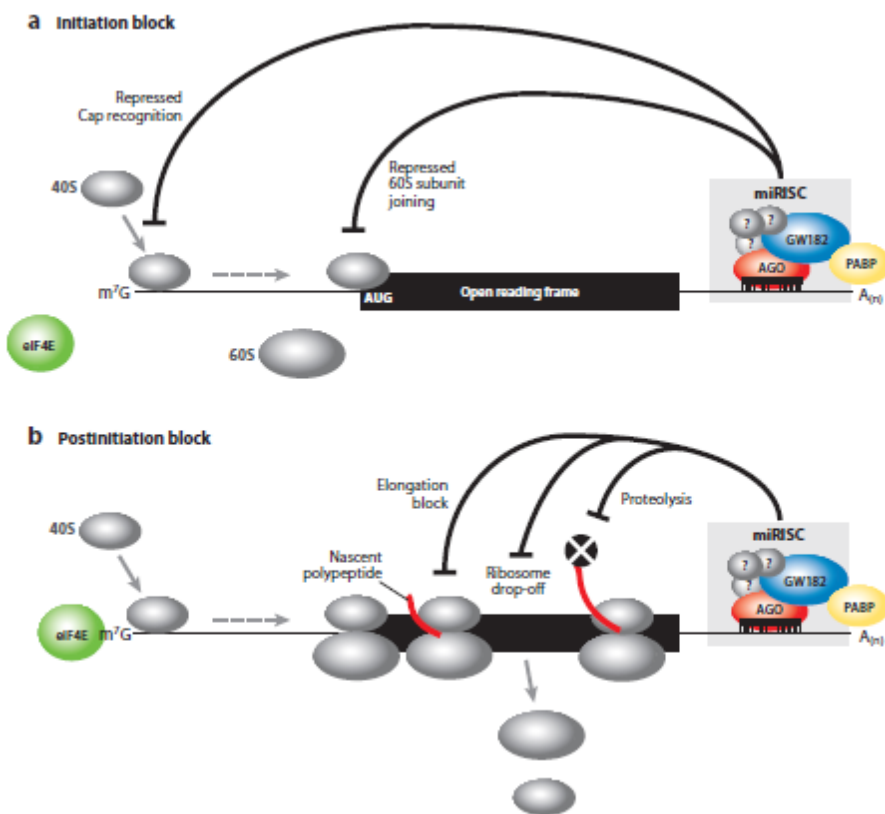 a Initiation block
Repressed
Cap recognition
40S
Repressed
60S subunit
joining
miRISC
?
?
?
GW182
AGO
PABP
m⁷G
AUG
Open reading frame
A(n)
eIF4E
60S
b Postinitiation block
Elongation
block
Proteolysis
40S
miRISC
Nascent
polypeptide
Ribosome
drop-off
?
?
?
GW182
AGO
PABP
eIF4E
m⁷G
A(n)